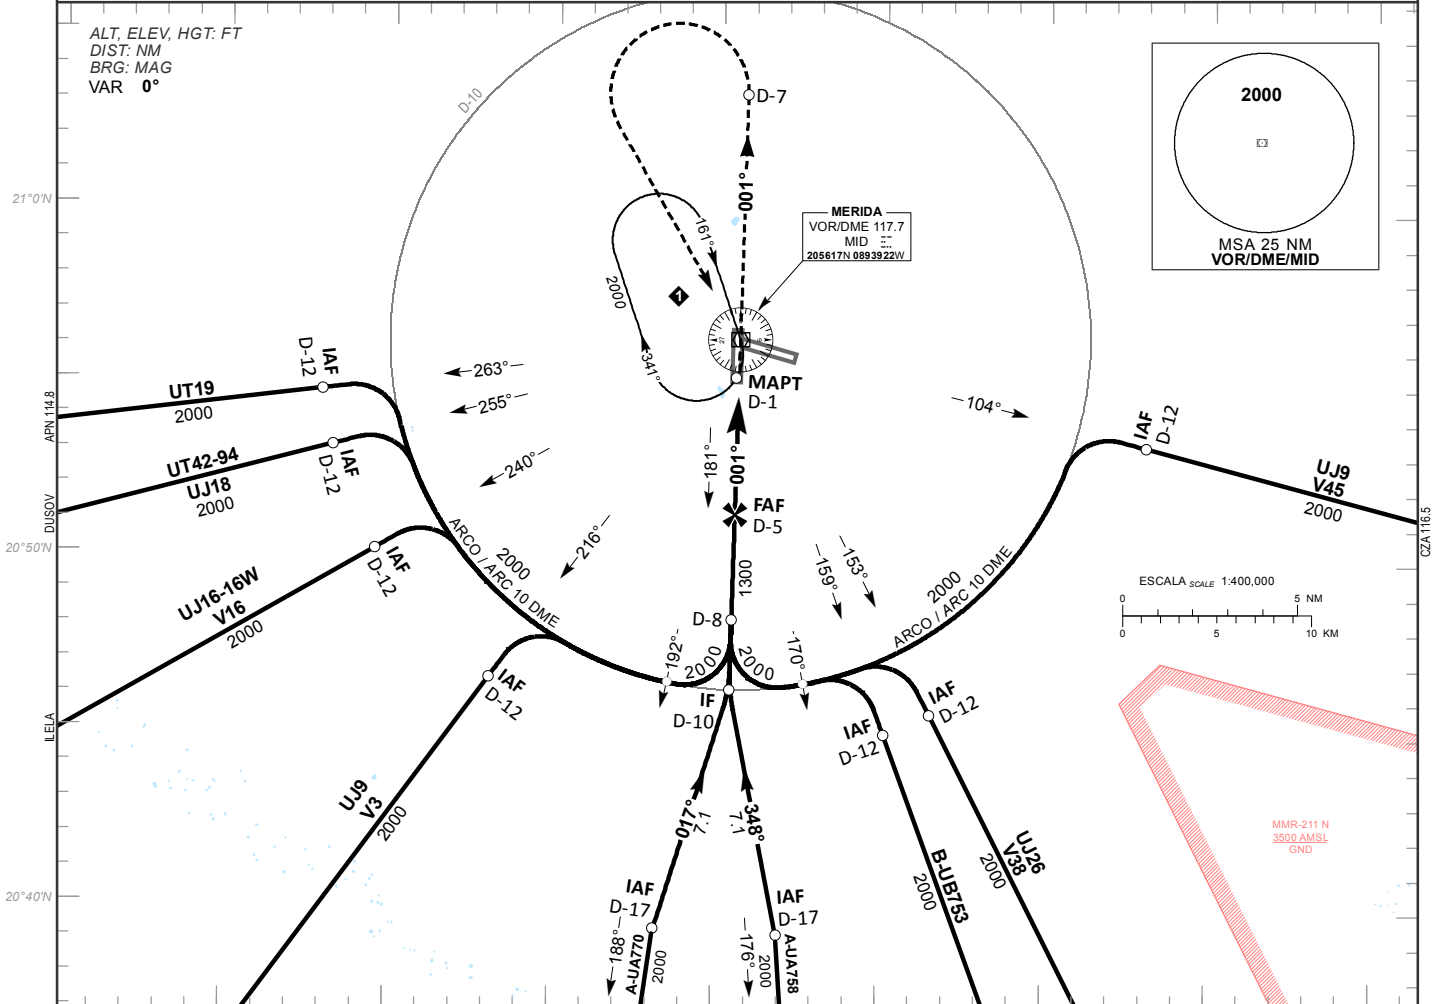 ALT, ELEV, HGT: FT
DIST: NM
BRG: MAG
VAR 0°
D-10
D-7
2000
MSA 25 NM
VOR/DME/MID
21°0'N
001°
161°
MERIDA
VOR/DME 117.7
MID
205617N 0893922W
2000
1
27
341°
MAPT
D-1
IAF
D-12
263°
255°
240°
216°
104°
IAF
D-12
UT19
2000
APN 114.8
UT42-94
UJ18
2000
IAF
D-12
DUSOV
181°
001°
FAF
D-5
UJ9
V45
2000
CZA 116.5
20°50'N
ARCO / ARC 10 DME
2000
IAF
D-12
159°
153°
2000
ARCO / ARC 10 DME
1300
ESCALA SCALE 1:400,000
0 5 NM
0 5 10 KM
UJ16-16W
V16
2000
D-8
192°
2000
2000
170°
ILELA
IAF
D-12
IF
D-10
IAF
D-12
IAF
D-12
UJ9
V3
2000
017°
7.1
348°
7.1
MMR-211 N
3500 AMSL
GND
UJ26
V38
2000
B-UB753
2000
20°40'N
IAF
D-17
IAF
D-17
188°
A-UA770
2000
176°
2000
A-UA758